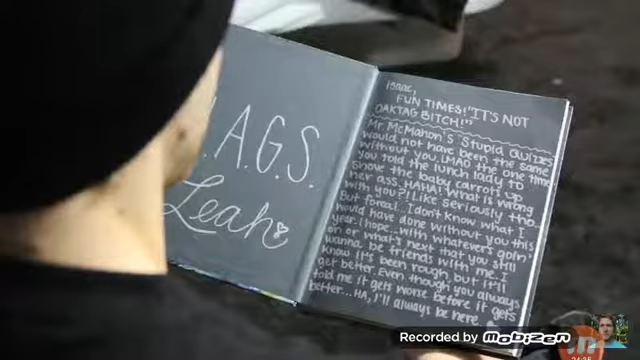 .A.G.S.
Leah
Isaac,
FUN TIMES! "IT'S NOT
OAKTAG BITCH!"
Mr. McMahon's Stupid Quizzes
would not have been the same
without you. LMAO the one time
you told the lunch lady to
shove the baby carrots up
her ass. HAHA! What is wrong
with you?! Like seriously tho...
But foreal. I don't know what I
would have done without you this
year. I hope... with whatever's goin'
on or what's next that you still
wanna be friends with me. I
know it's been rough, but it'll
get better. Even though you always
told me it gets worse before it gets
better... HA, I'll always be here
Recorded by mobizen